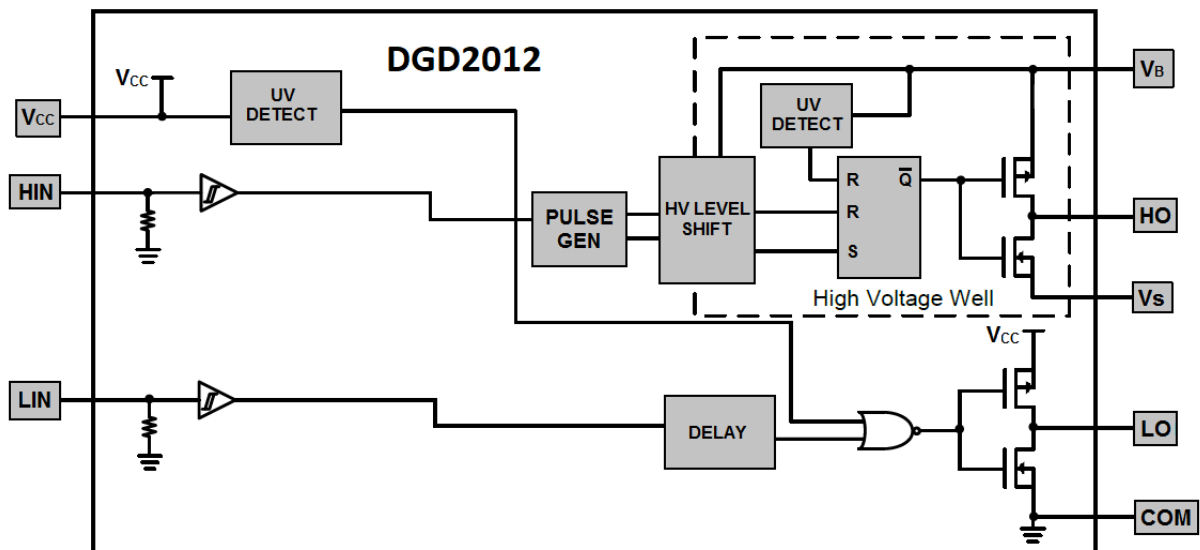 DGD2012
VCC
VCC
UV
DETECT
VB
UV
DETECT
HIN
R
Q̅
HV LEVEL
SHIFT
PULSE
GEN
R
HO
S
High Voltage Well
Vs
VCC
LIN
DELAY
LO
COM